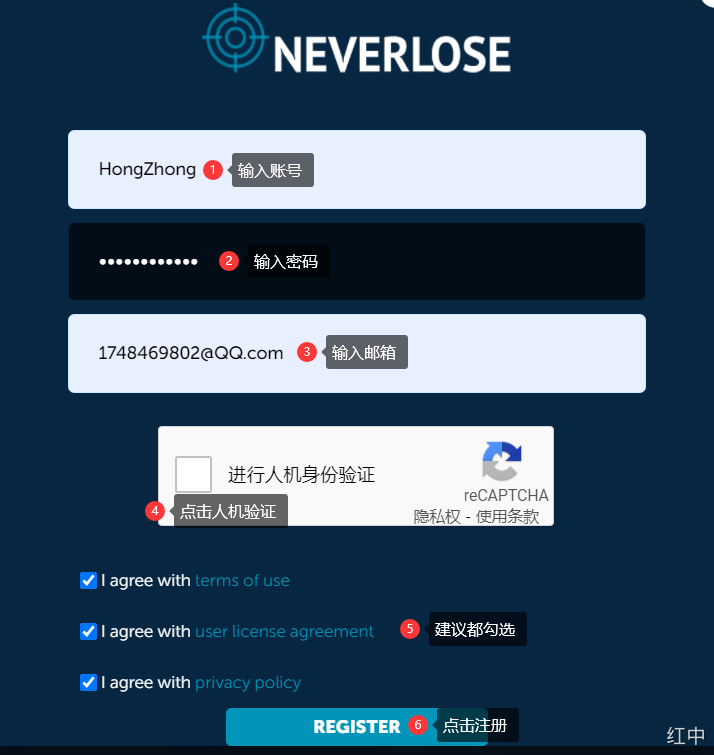 NEVERLOSE
HongZhong 1 输入账号
•••••••••••• 2 输入密码
1748469802@QQ.com 3 输入邮箱
进行人机身份验证
reCAPTCHA
隐私权 - 使用条款
4 点击人机验证
I agree with terms of use
I agree with user license agreement 5 建议都勾选
I agree with privacy policy
REGISTER 6 点击注册
红中